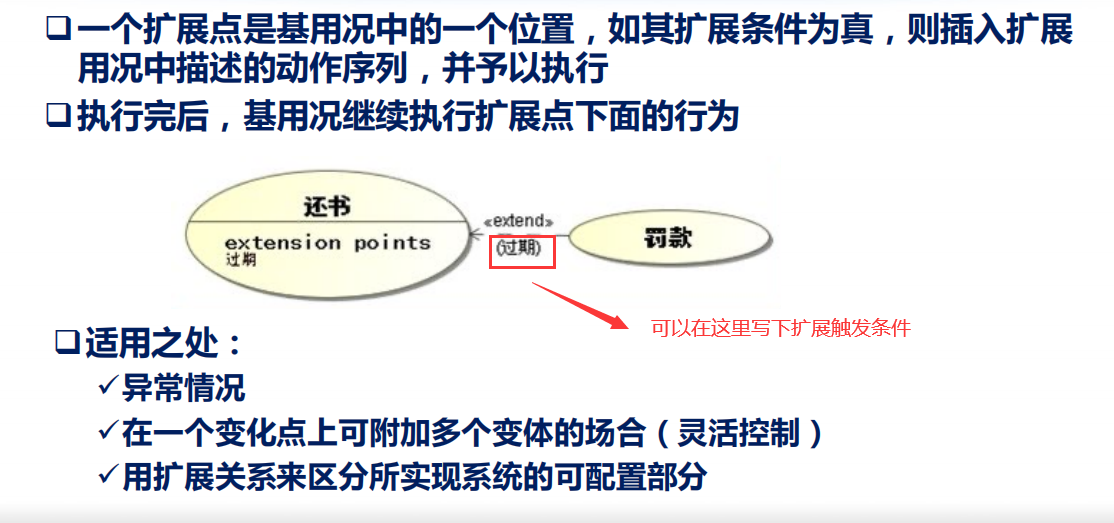 ❑一个扩展点是基用况中的一个位置，如其扩展条件为真，则插入扩展
用况中描述的动作序列，并予以执行
❑执行完后，基用况继续执行扩展点下面的行为
还书
extension points
过期
«extend»
(过期)
罚款
可以在这里写下扩展触发条件
❑适用之处：
✓异常情况
✓在一个变化点上可附加多个变体的场合（灵活控制）
✓用扩展关系来区分所实现系统的可配置部分